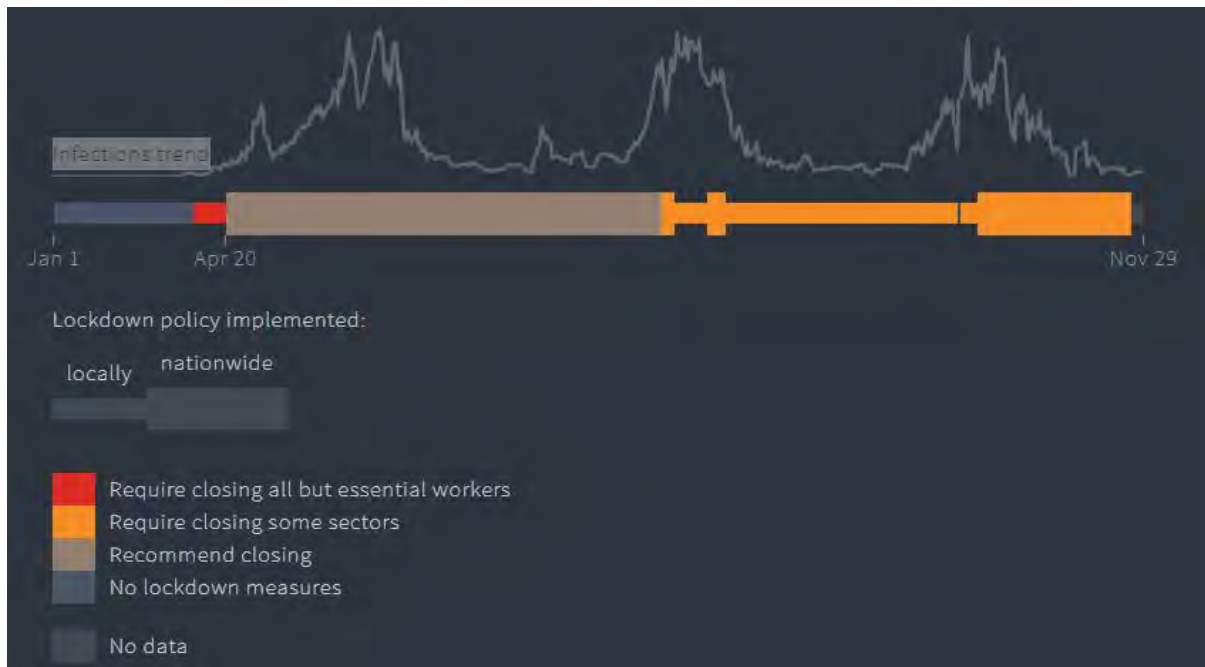 Infections trend
Jan 1
Apr 20
Nov 29
Lockdown policy implemented:
locally
nationwide
Require closing all but essential workers
Require closing some sectors
Recommend closing
No lockdown measures
No data